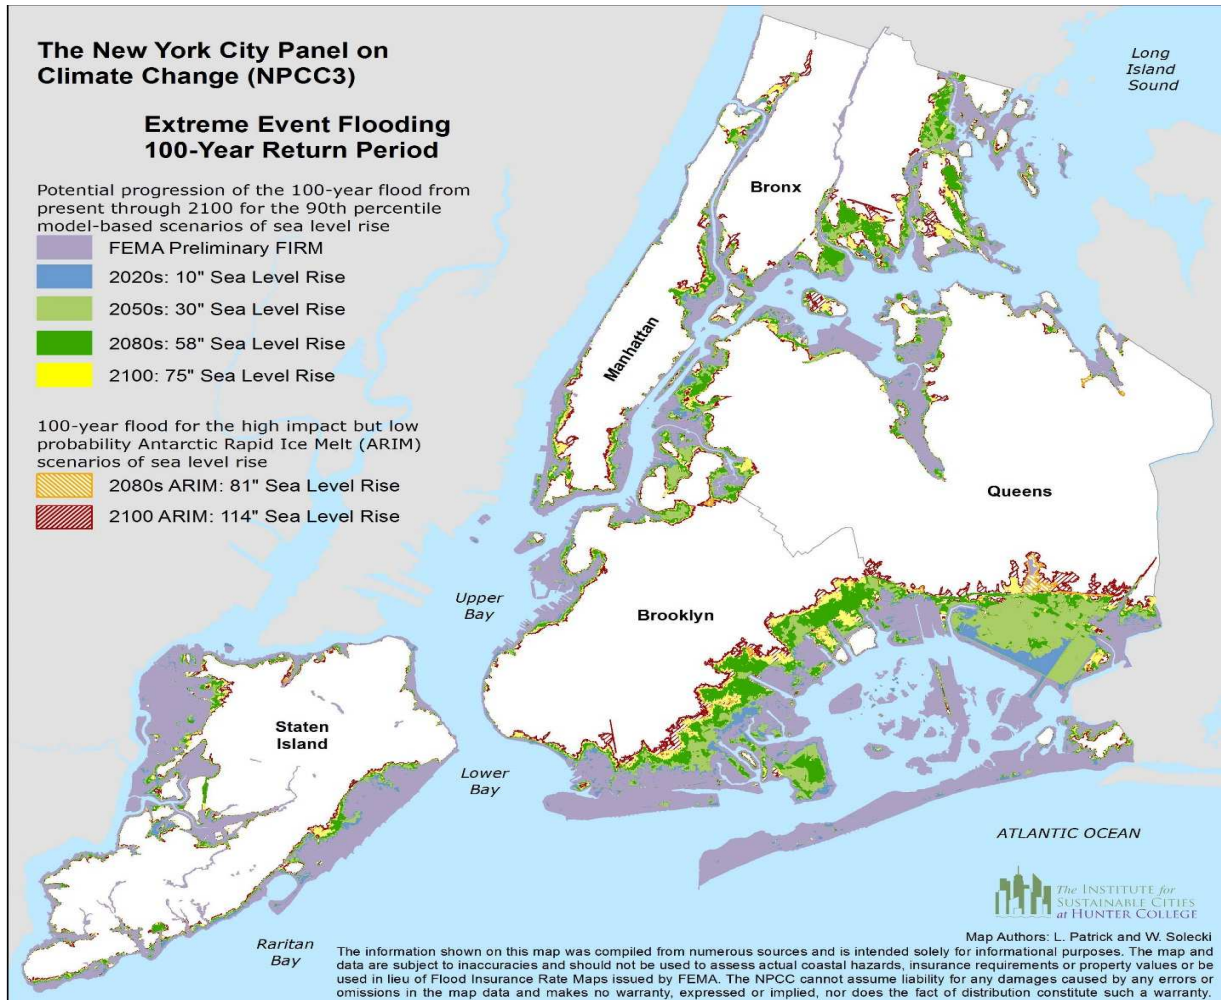 The New York City Panel on
Climate Change (NPCC3)
Extreme Event Flooding
100-Year Return Period
Potential progression of the 100-year flood from
present through 2100 for the 90th percentile
model-based scenarios of sea level rise
FEMA Preliminary FIRM
2020s: 10" Sea Level Rise
2050s: 30" Sea Level Rise
2080s: 58" Sea Level Rise
2100: 75" Sea Level Rise
100-year flood for the high impact but low
probability Antarctic Rapid Ice Melt (ARIM)
scenarios of sea level rise
2080s ARIM: 81" Sea Level Rise
2100 ARIM: 114" Sea Level Rise
Long
Island
Sound
Bronx
Manhattan
Queens
Upper
Bay
Brooklyn
Staten
Island
Lower
Bay
ATLANTIC OCEAN
Raritan
Bay
The INSTITUTE for
SUSTAINABLE CITIES
at HUNTER COLLEGE
Map Authors: L. Patrick and W. Solecki
The information shown on this map was compiled from numerous sources and is intended solely for informational purposes. The map and
data are subject to inaccuracies and should not be used to assess actual coastal hazards, insurance requirements or property values or be
used in lieu of Flood Insurance Rate Maps issued by FEMA. The NPCC cannot assume liability for any damages caused by any errors or
omissions in the map data and makes no warranty, expressed or implied, nor does the fact of distribution constitute such a warranty.